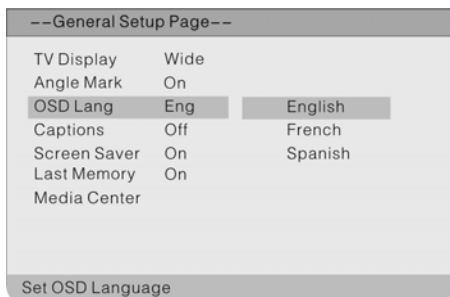 --General Setup Page--
TV Display Wide
Angle Mark On
OSD Lang Eng English
Captions Off French
Screen Saver On Spanish
Last Memory On
Media Center
Set OSD Language